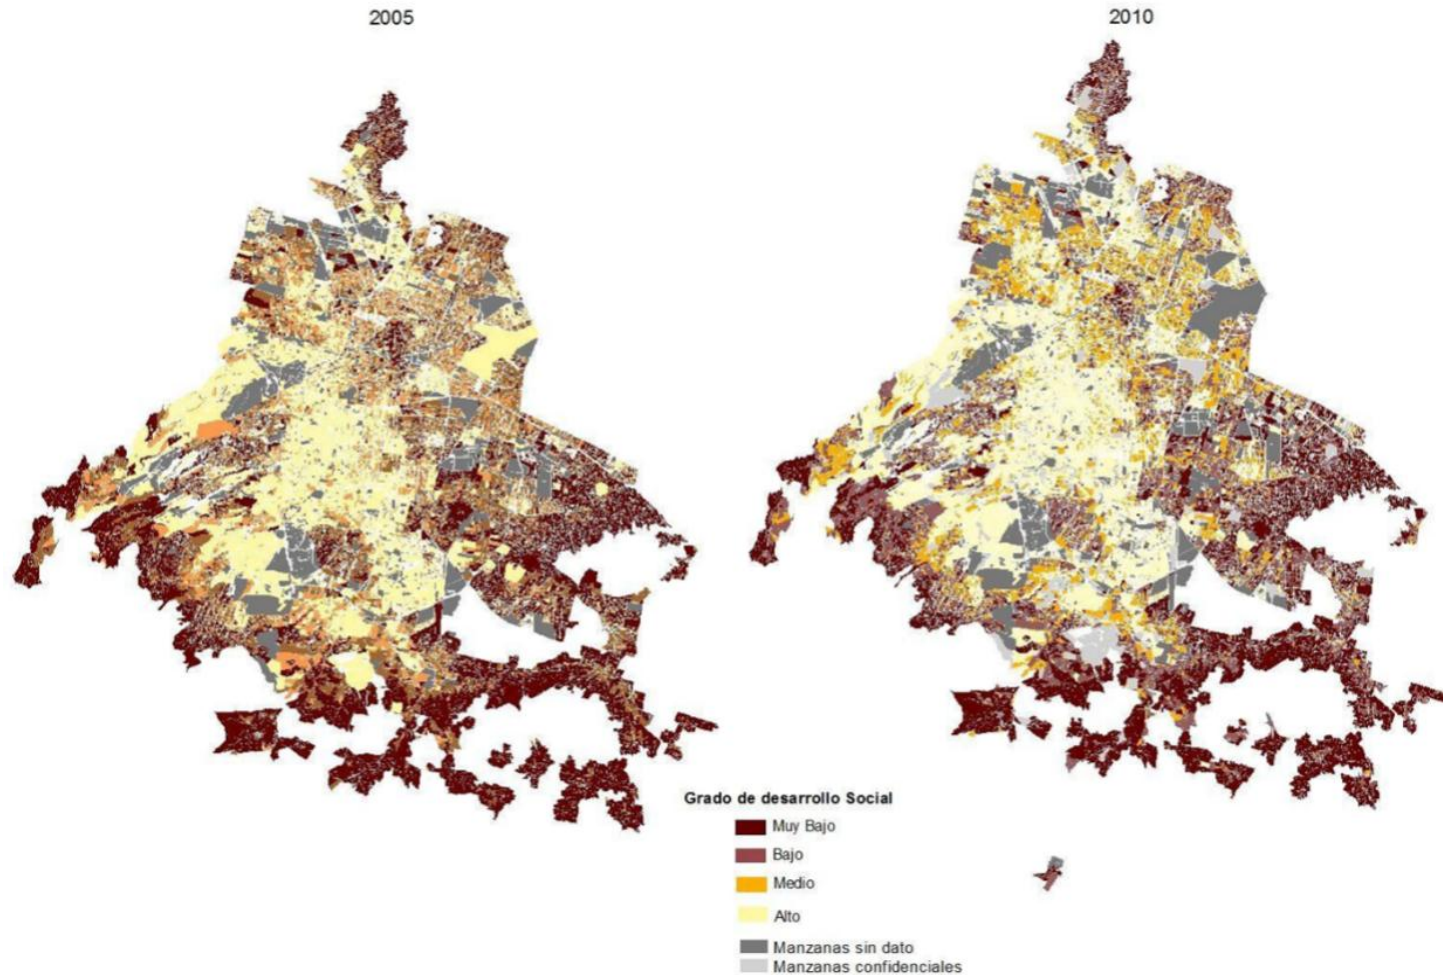 2005
2010
Grado de desarrollo Social
Muy Bajo
Bajo
Medio
Alto
Manzanas sin dato
Manzanas confidenciales